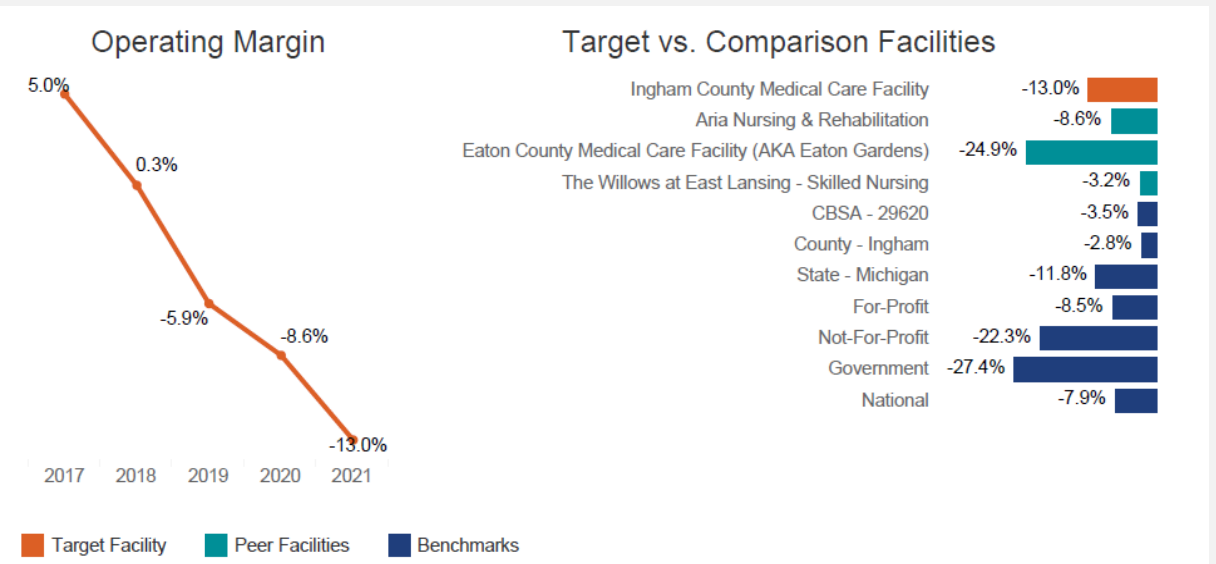 Operating Margin
5.0%
0.3%
-5.9%
-8.6%
-13.0%
2017 2018 2019 2020 2021
Target vs. Comparison Facilities
Ingham County Medical Care Facility -13.0%
Aria Nursing & Rehabilitation -8.6%
Eaton County Medical Care Facility (AKA Eaton Gardens) -24.9%
The Willows at East Lansing - Skilled Nursing -3.2%
CBSA - 29620 -3.5%
County - Ingham -2.8%
State - Michigan -11.8%
For-Profit -8.5%
Not-For-Profit -22.3%
Government -27.4%
National -7.9%
Target Facility Peer Facilities Benchmarks